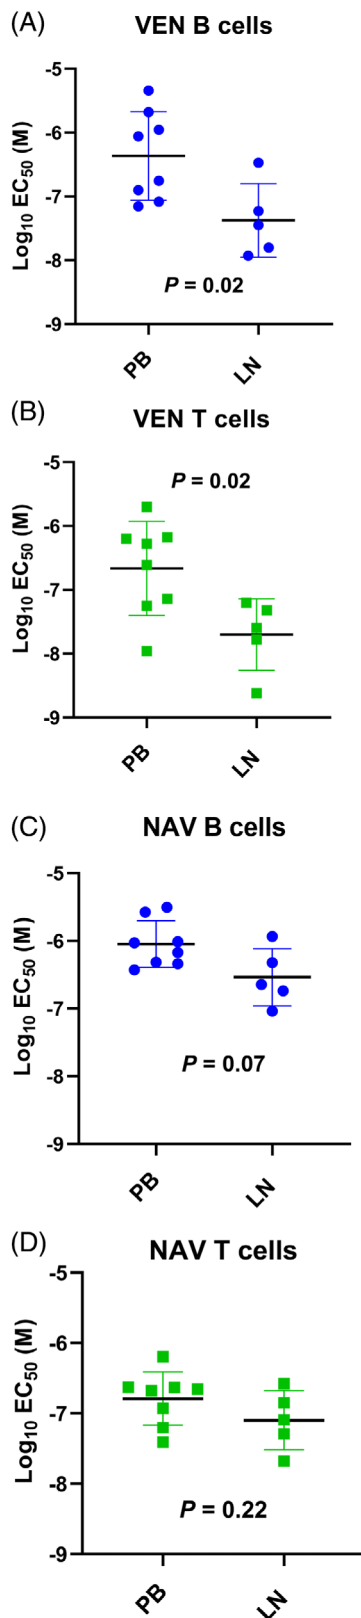 (A)
VEN B cells
Log₁₀ EC₅₀ (M)
-5
-6
-7
-8
-9
P = 0.02
PB
LN
(B)
VEN T cells
Log₁₀ EC₅₀ (M)
-5
-6
-7
-8
-9
P = 0.02
PB
LN
(C)
NAV B cells
Log₁₀ EC₅₀ (M)
-5
-6
-7
-8
-9
P = 0.07
PB
LN
(D)
NAV T cells
Log₁₀ EC₅₀ (M)
-5
-6
-7
-8
-9
P = 0.22
PB
LN